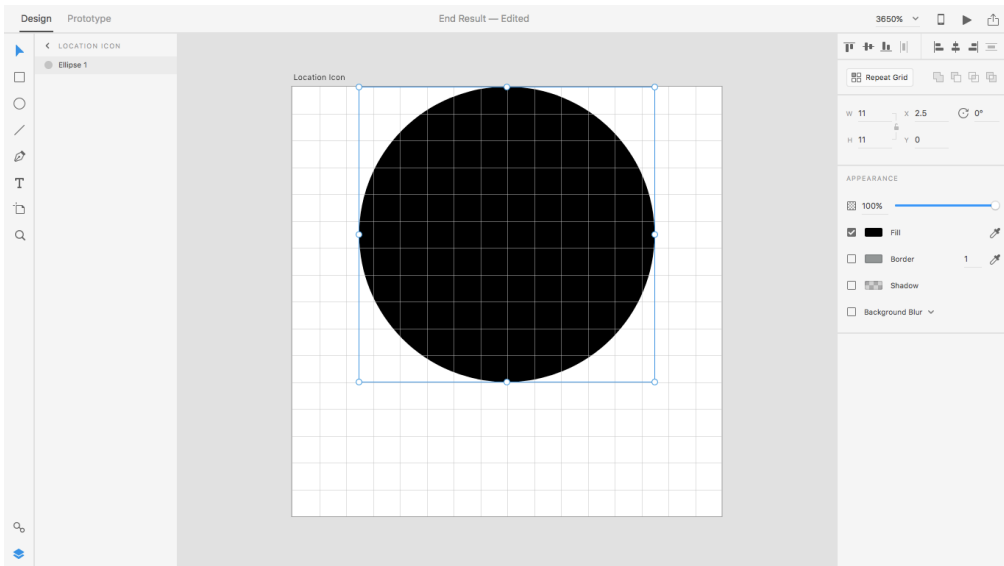 Design Prototype End Result — Edited 3650%
LOCATION ICON
Ellipse 1
Location Icon
T
Repeat Grid
W 11 X 2.5 0°
H 11 Y 0
APPEARANCE
100%
Fill
Border 1
Shadow
Background Blur